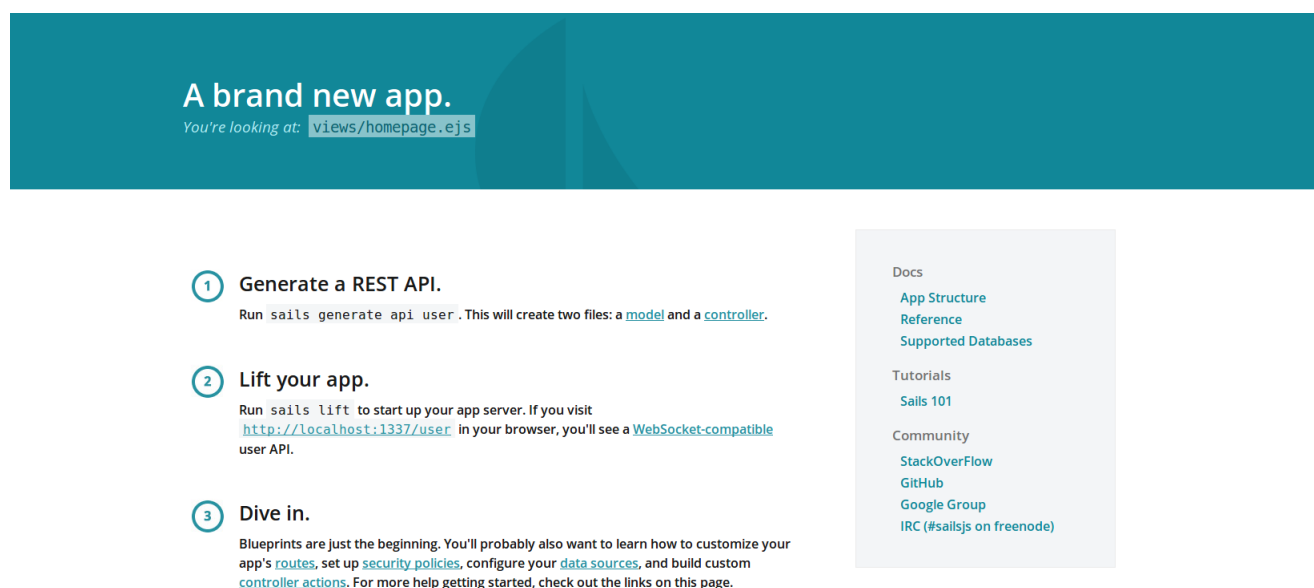 A brand new app.
You're looking at: views/homepage.ejs
1
Generate a REST API.
Run sails generate api user. This will create two files: a model and a controller.
2
Lift your app.
Run sails lift to start up your app server. If you visit
http://localhost:1337/user in your browser, you'll see a WebSocket-compatible
user API.
3
Dive in.
Blueprints are just the beginning. You'll probably also want to learn how to customize your
app's routes, set up security policies, configure your data sources, and build custom
controller actions. For more help getting started, check out the links on this page.
Docs
App Structure
Reference
Supported Databases
Tutorials
Sails 101
Community
StackOverFlow
GitHub
Google Group
IRC (#sailsjs on freenode)